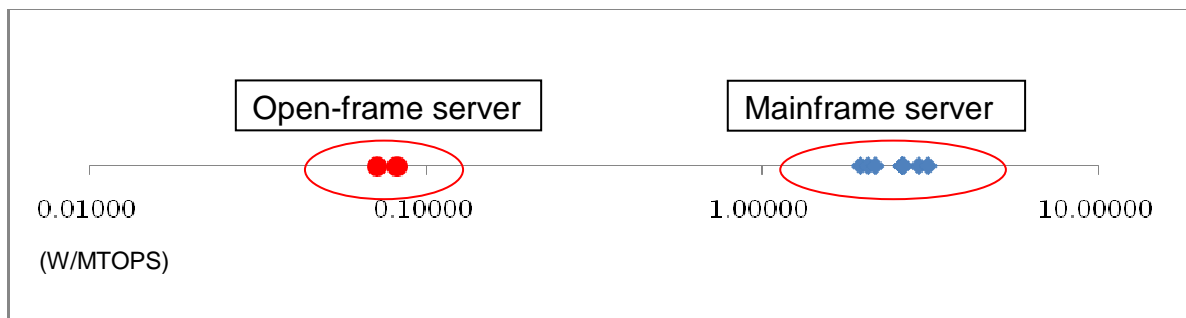 Open-frame server
Mainframe server
0.01000
0.10000
1.00000
10.00000
(W/MTOPS)